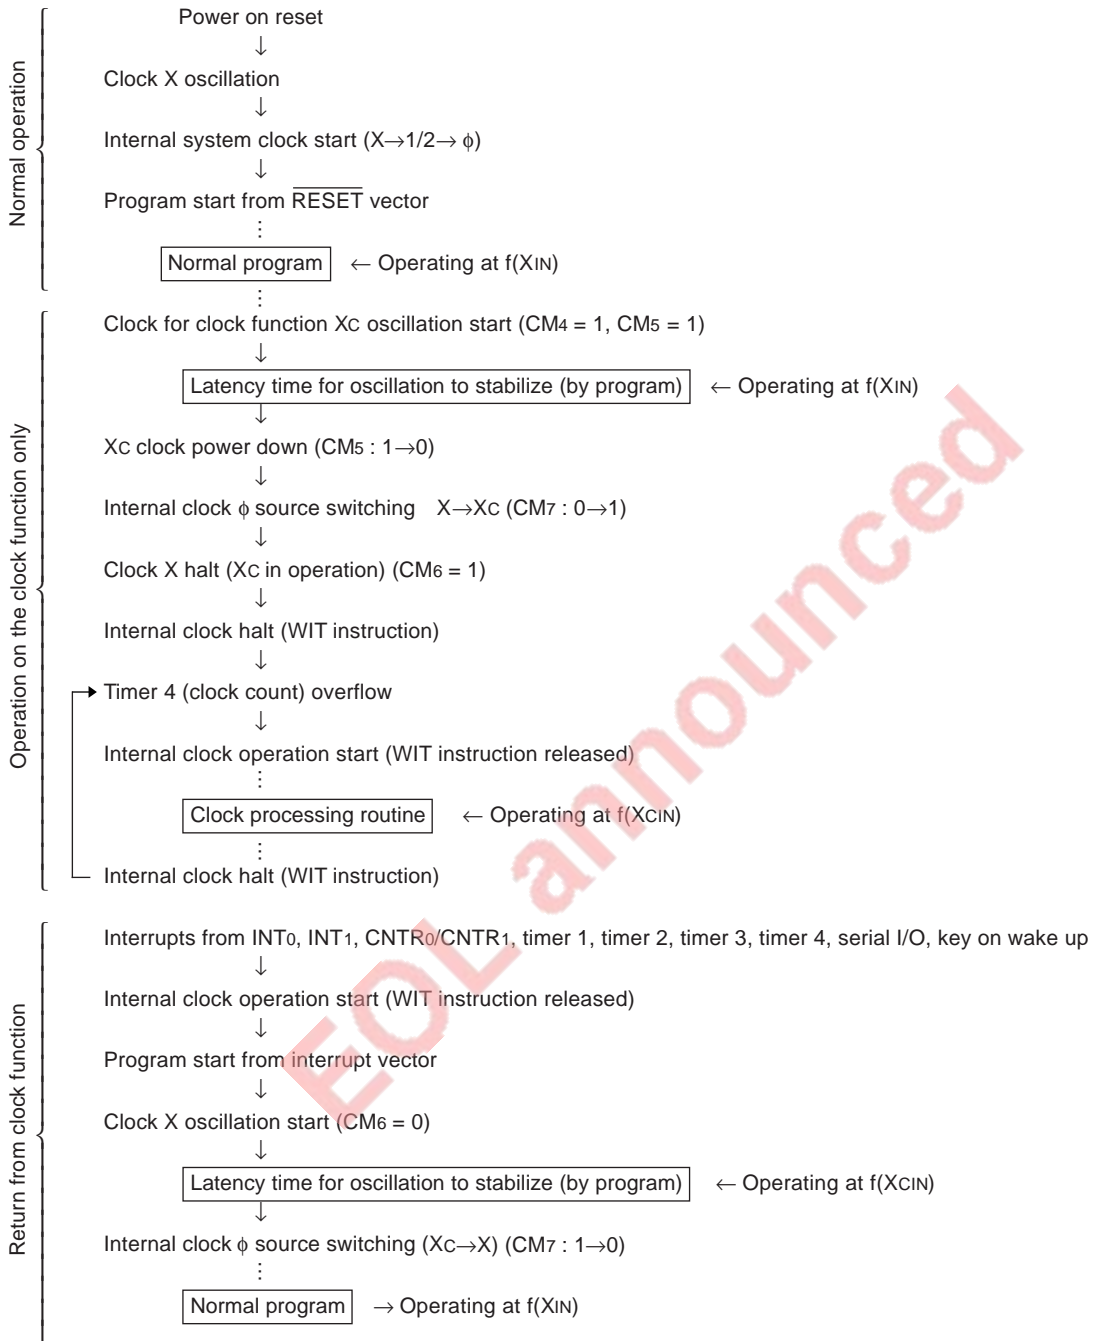 Normal operation
Power on reset
↓
Clock X oscillation
↓
Internal system clock start (X→1/2→ ϕ)
↓
Program start from RESET vector
⋮
Normal program ← Operating at f(XIN)
⋮
Operation on the clock function only
Clock for clock function XC oscillation start (CM4 = 1, CM5 = 1)
↓
Latency time for oscillation to stabilize (by program) ← Operating at f(XIN)
↓
XC clock power down (CM5 : 1→0)
↓
Internal clock ϕ source switching X→XC (CM7 : 0→1)
↓
Clock X halt (XC in operation) (CM6 = 1)
↓
Internal clock halt (WIT instruction)
↓
Timer 4 (clock count) overflow
↓
Internal clock operation start (WIT instruction released)
⋮
Clock processing routine ← Operating at f(XCIN)
⋮
Internal clock halt (WIT instruction)
Return from clock function
Interrupts from INT0, INT1, CNTR0/CNTR1, timer 1, timer 2, timer 3, timer 4, serial I/O, key on wake up
↓
Internal clock operation start (WIT instruction released)
↓
Program start from interrupt vector
↓
Clock X oscillation start (CM6 = 0)
↓
Latency time for oscillation to stabilize (by program) ← Operating at f(XCIN)
↓
Internal clock ϕ source switching (XC→X) (CM7 : 1→0)
⋮
Normal program → Operating at f(XIN)
EOL announced